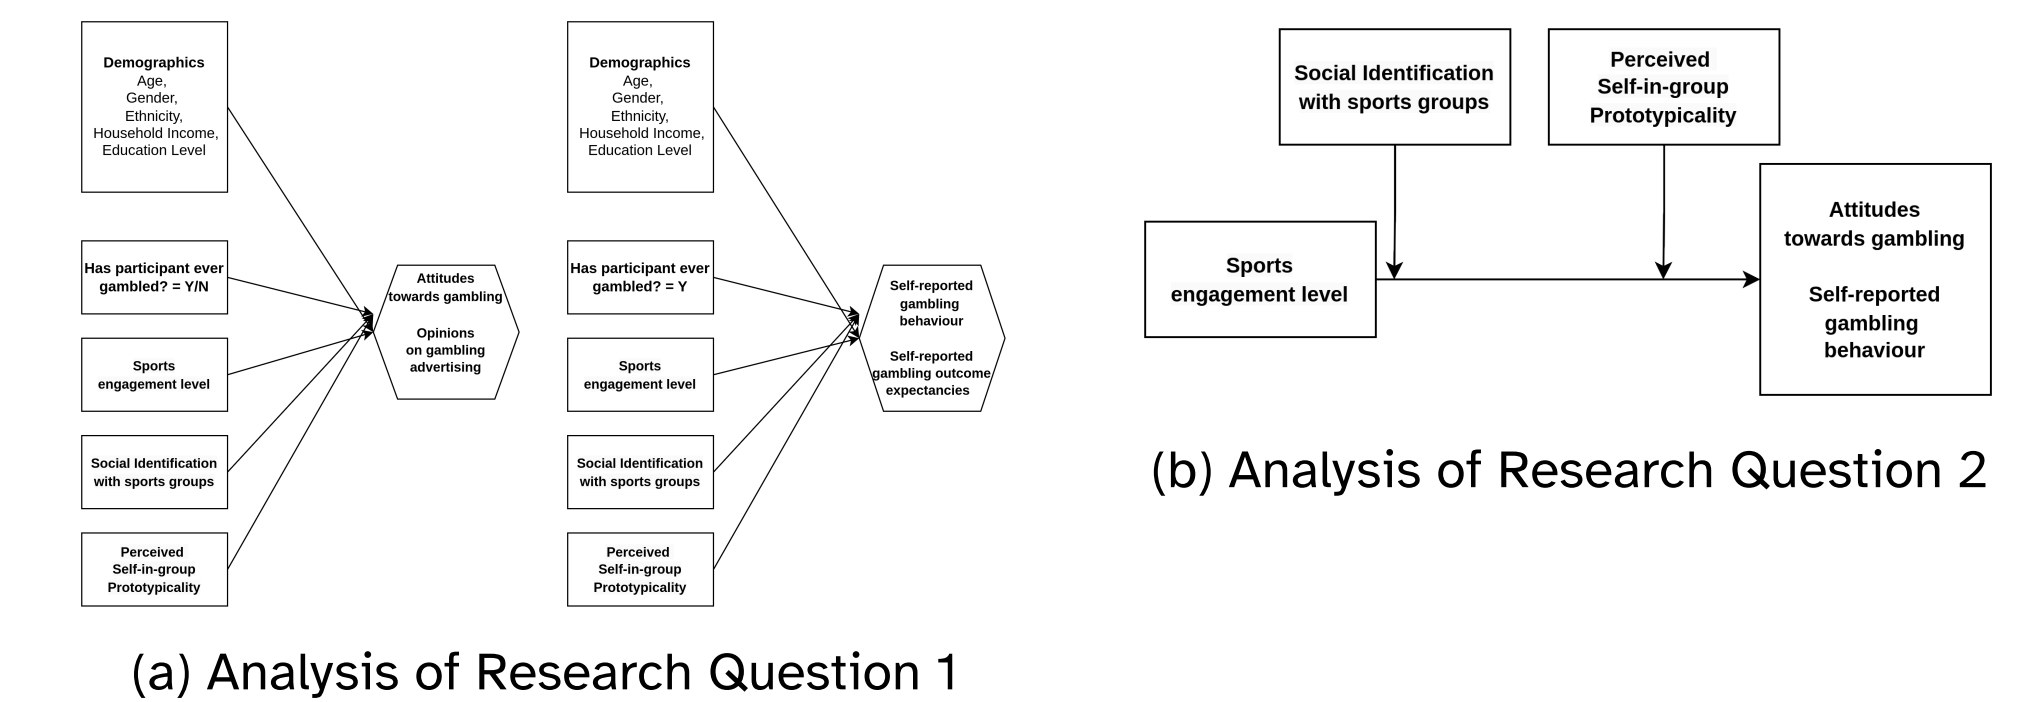 Demographics
Age,
Gender,
Ethnicity,
Household Income,
Education Level
Has participant ever
gambled? = Y/N
Sports
engagement level
Social Identification
with sports groups
Perceived
Self-in-group
Prototypicality
Attitudes
towards gambling
Opinions
on gambling
advertising
Demographics
Age,
Gender,
Ethnicity,
Household Income,
Education Level
Has participant ever
gambled? = Y
Sports
engagement level
Social Identification
with sports groups
Perceived
Self-in-group
Prototypicality
Self-reported
gambling
behaviour
Self-reported
gambling outcome
expectancies
(a) Analysis of Research Question 1
Social Identification
with sports groups
Perceived
Self-in-group
Prototypicality
Sports
engagement level
Attitudes
towards gambling
Self-reported
gambling
behaviour
(b) Analysis of Research Question 2